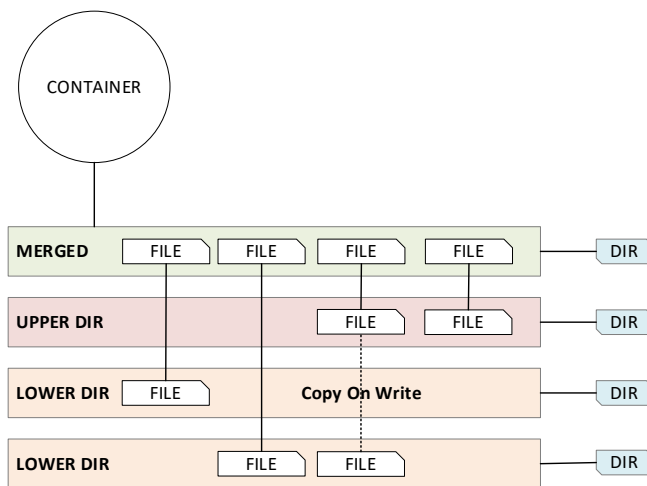 CONTAINER
MERGED FILE FILE FILE FILE DIR
UPPER DIR FILE FILE DIR
LOWER DIR FILE Copy On Write DIR
LOWER DIR FILE FILE DIR